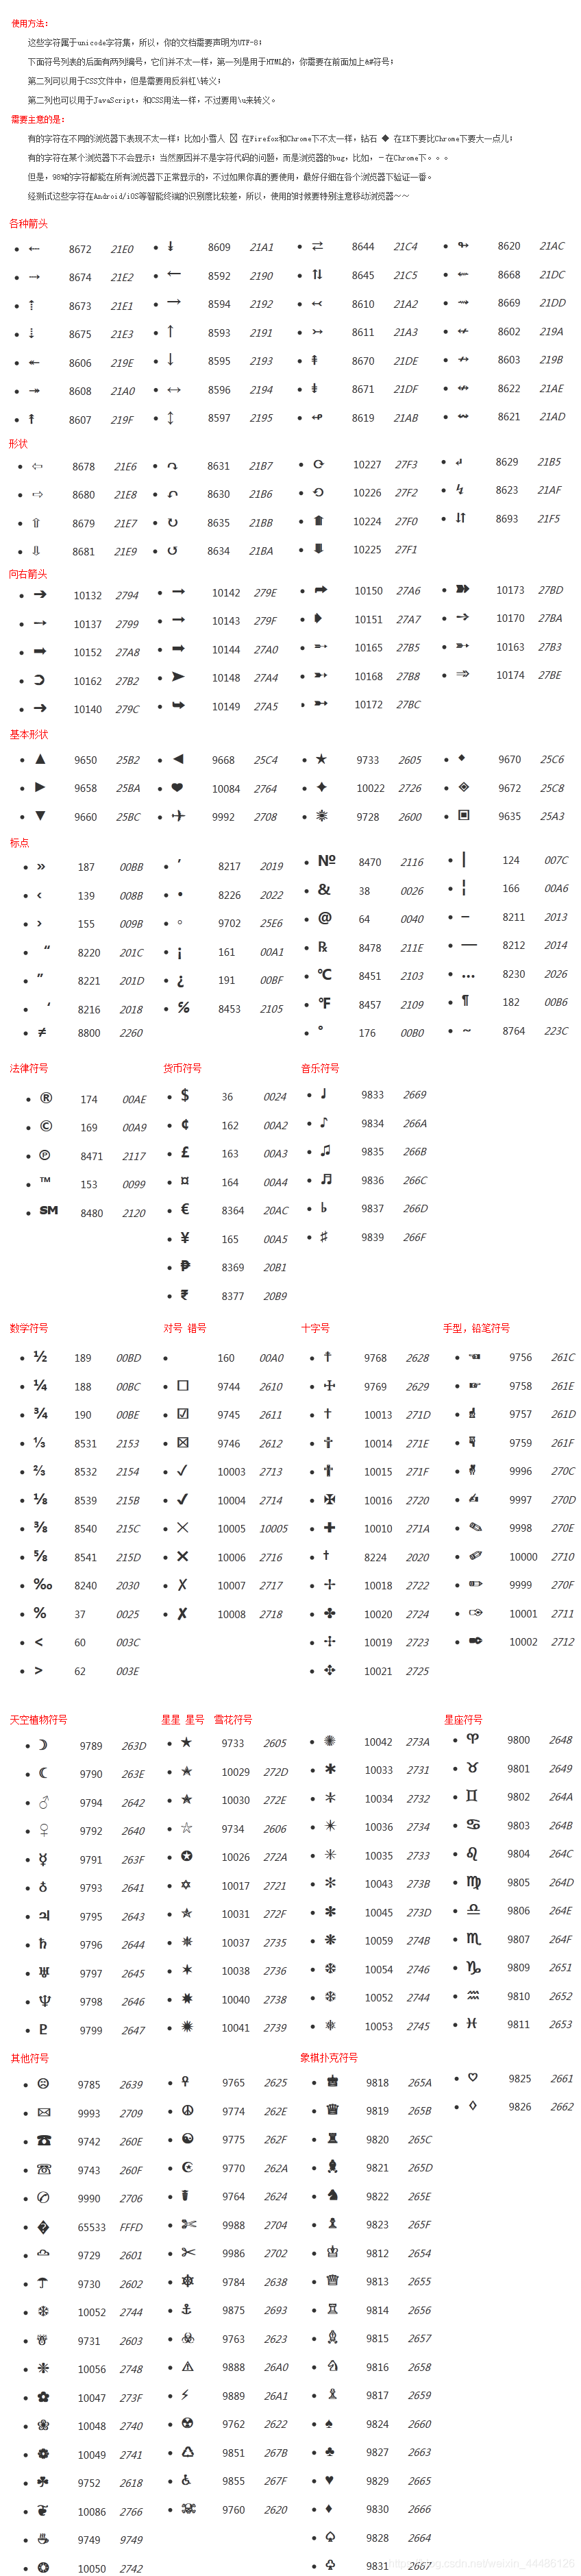 使用方法:
这些字符属于unicode字符集，所以，你的文档需要声明为UTF-8;
下面符号列表的后面有两列编号，它们并不太一样，第一列是用于HTML的，你需要在前面加上&#符号;
第二列可以用于CSS文件中，但是需要用反斜杠\转义;
第二列也可以用于JavaScript，和CSS用法一样，不过要用\u来转义。
需要主意的是:
有的字符在不同的浏览器下表现不太一样；比如小雪人 在Firefox和Chrome下不太一样，钻石 ◆ 在IE下要比Chrome下要大一点儿;
有的字符在某个浏览器下不会显示；当然原因并不是字符代码的问题，而是浏览器的bug，比如，－在Chrome下。。。
但是，98%的字符都能在所有浏览器下正常显示的，不过如果你真的要使用，最好仔细在各个浏览器下验证一番。
经测试这些字符在Android/iOS等智能终端的识别度比较差，所以，使用的时候要特别注意移动浏览器~~
各种箭头
⇠ 8672 21E0 ↡ 8609 21A1 ⇄ 8644 21C4 ↬ 8620 21AC
⇢ 8674 21E2 ← 8592 2190 ⇅ 8645 21C5 ⇜ 8668 21DC
⇡ 8673 21E1 → 8594 2192 ↢ 8610 21A2 ⇝ 8669 21DD
⇣ 8675 21E3 ↑ 8593 2191 ↣ 8611 21A3 ↚ 8602 219A
↞ 8606 219E ↓ 8595 2193 ⇞ 8670 21DE ↛ 8603 219B
↠ 8608 21A0 ↔ 8596 2194 ⇟ 8671 21DF ↮ 8622 21AE
↟ 8607 219F ↕ 8597 2195 ↫ 8619 21AB ↭ 8621 21AD
形状
⇦ 8678 21E6 ↷ 8631 21B7 ⟳ 10227 27F3 ↵ 8629 21B5
⇨ 8680 21E8 ↶ 8630 21B6 ⟲ 10226 27F2 ↯ 8623 21AF
⇧ 8679 21E7 ↻ 8635 21BB ⟰ 10224 27F0 ⇵ 8693 21F5
⇩ 8681 21E9 ↺ 8634 21BA ⟱ 10225 27F1
向右箭头
➔ 10132 2794 ➞ 10142 279E ➦ 10150 27A6 ➽ 10173 27BD
➙ 10137 2799 ➟ 10143 279F ➧ 10151 27A7 ➺ 10170 27BA
➨ 10152 27A8 ➠ 10144 27A0 ➵ 10165 27B5 ➳ 10163 27B3
➲ 10162 27B2 ➤ 10148 27A4 ➸ 10168 27B8 ➾ 10174 27BE
➜ 10140 279C ➥ 10149 27A5 ➼ 10172 27BC
基本形状
▲ 9650 25B2 ◄ 9668 25C4 ★ 9733 2605 ◆ 9670 25C6
► 9658 25BA ❤ 10084 2764 ✦ 10022 2726 ◈ 9672 25C8
▼ 9660 25BC ✈ 9992 2708 ☀ 9728 2600 ▣ 9635 25A3
标点
» 187 00BB ’ 8217 2019 № 8470 2116 | 124 007C
‹ 139 008B • 8226 2022 & 38 0026 ¦ 166 00A6
› 155 009B ◦ 9702 25E6 @ 64 0040 – 8211 2013
“ 8220 201C ¡ 161 00A1 ℞ 8478 211E — 8212 2014
” 8221 201D ¿ 191 00BF ℃ 8451 2103 … 8230 2026
‘ 8216 2018 ℅ 8453 2105 ℉ 8457 2109 ¶ 182 00B6
≠ 8800 2260 ° 176 00B0 ∼ 8764 223C
法律符号 货币符号 音乐符号
® 174 00AE $ 36 0024 ♩ 9833 2669
© 169 00A9 ¢ 162 00A2 ♪ 9834 266A
℗ 8471 2117 £ 163 00A3 ♫ 9835 266B
™ 153 0099 ¤ 164 00A4 ♬ 9836 266C
℠ 8480 2120 € 8364 20AC ♭ 9837 266D
¥ 165 00A5 ♯ 9839 266F
₱ 8369 20B1
₹ 8377 20B9
数学符号 对号 错号 十字号 手型，铅笔符号
½ 189 00BD 160 00A0 ☨ 9768 2628 ☜ 9756 261C
¼ 188 00BC ☐ 9744 2610 ☩ 9769 2629 ☞ 9758 261E
¾ 190 00BE ☑ 9745 2611 ✝ 10013 271D ☝ 9757 261D
⅓ 8531 2153 ☒ 9746 2612 ✞ 10014 271E ☟ 9759 261F
⅔ 8532 2154 ✓ 10003 2713 ✟ 10015 271F ✌ 9996 270C
⅛ 8539 215B ✔ 10004 2714 ✠ 10016 2720 ✍ 9997 270D
⅜ 8540 215C ✕ 10005 10005 ✚ 10010 271A ✎ 9998 270E
⅝ 8541 215D ✖ 10006 2716 † 8224 2020 ✐ 10000 2710
‰ 8240 2030 ✗ 10007 2717 ✢ 10018 2722 ✏ 9999 270F
% 37 0025 ✘ 10008 2718 ✤ 10020 2724 ✑ 10001 2711
< 60 003C ✣ 10019 2723 ✒ 10002 2712
> 62 003E ✥ 10021 2725
天空植物符号 星星 星号 雪花符号 星座符号
☽ 9789 263D ★ 9733 2605 ✺ 10042 273A ♈ 9800 2648
☾ 9790 263E ✭ 10029 272D ✱ 10033 2731 ♉ 9801 2649
♂ 9794 2642 ✮ 10030 272E ✲ 10034 2732 ♊ 9802 264A
♀ 9792 2640 ☆ 9734 2606 ✴ 10036 2734 ♋ 9803 264B
☿ 9791 263F ✪ 10026 272A ✳ 10035 2733 ♌ 9804 264C
♁ 9793 2641 ✡ 10017 2721 ✻ 10043 273B ♍ 9805 264D
♃ 9795 2643 ✯ 10031 272F ✽ 10045 273D ♎ 9806 264E
♄ 9796 2644 ✵ 10037 2735 ❋ 10059 274B ♏ 9807 264F
♅ 9797 2645 ✶ 10038 2736 ❆ 10054 2746 ♑ 9809 2651
♆ 9798 2646 ✸ 10040 2738 ❄ 10052 2744 ♒ 9810 2652
♇ 9799 2647 ✹ 10041 2739 ❅ 10053 2745 ♓ 9811 2653
其他符号 象棋扑克符号
☹ 9785 2639 ♀ 9765 2625 ♚ 9818 265A ♡ 9825 2661
✉ 9993 2709 ☮ 9774 262E ♛ 9819 265B ♢ 9826 2662
☎ 9742 260E ☯ 9775 262F ♜ 9820 265C
☏ 9743 260F ☪ 9770 262A ♝ 9821 265D
✆ 9990 2706 ☤ 9764 2624 ♞ 9822 265E
� 65533 FFFD ✄ 9988 2704 ♟ 9823 265F
☁ 9729 2601 ✂ 9986 2702 ♔ 9812 2654
☂ 9730 2602 ☸ 9784 2638 ♕ 9813 2655
❄ 10052 2744 ⚓ 9875 2693 ♖ 9814 2656
☃ 9731 2603 ☣ 9763 2623 ♗ 9815 2657
❈ 10056 2748 ⚠ 9888 26A0 ♘ 9816 2658
✿ 10047 273F ⚡ 9889 26A1 ♙ 9817 2659
❀ 10048 2740 ☢ 9762 2622 ♠ 9824 2660
❁ 10049 2741 ♻ 9851 267B ♣ 9827 2663
☘ 9752 2618 ♿ 9855 267F ♥ 9829 2665
❦ 10086 2766 ☠ 9760 2620 ♦ 9830 2666
☕ 9749 9749 ♤ 9828 2664
❂ 10050 2742 ♧ 9831 2667